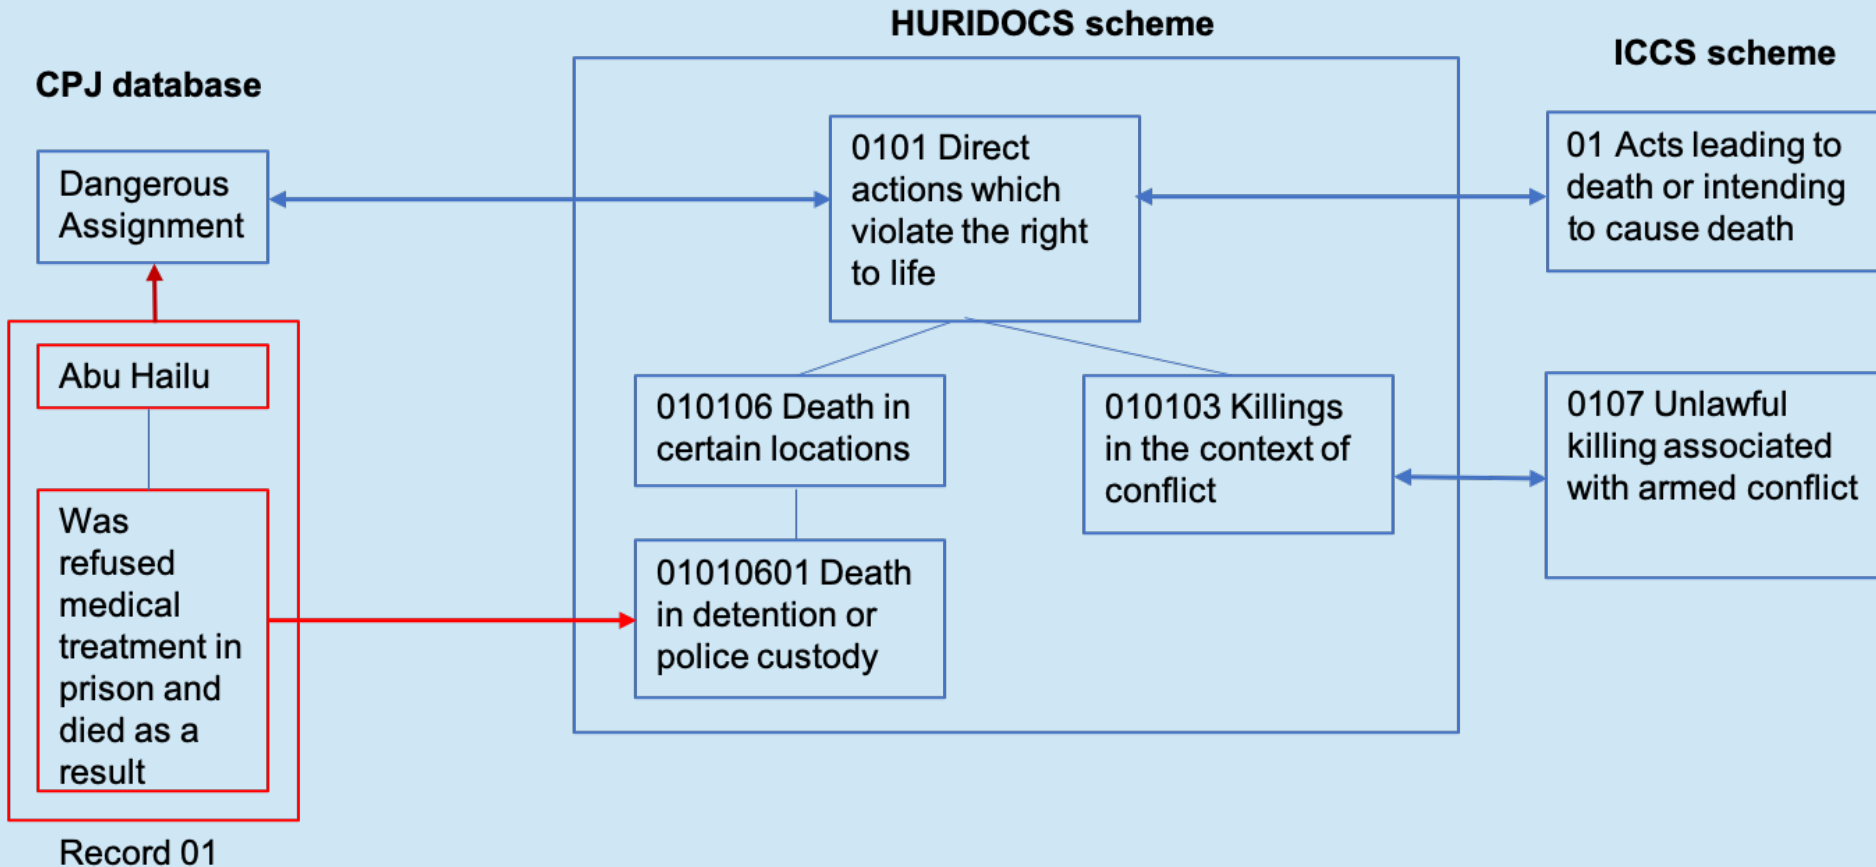 HURIDOCS scheme
ICCS scheme
CPJ database
Dangerous
Assignment
Abu Hailu
Was
refused
medical
treatment in
prison and
died as a
result
Record 01
0101 Direct
actions which
violate the right
to life
010106 Death in
certain locations
01010601 Death
in detention or
police custody
010103 Killings
in the context of
conflict
01 Acts leading to
death or intending
to cause death
0107 Unlawful
killing associated
with armed conflict